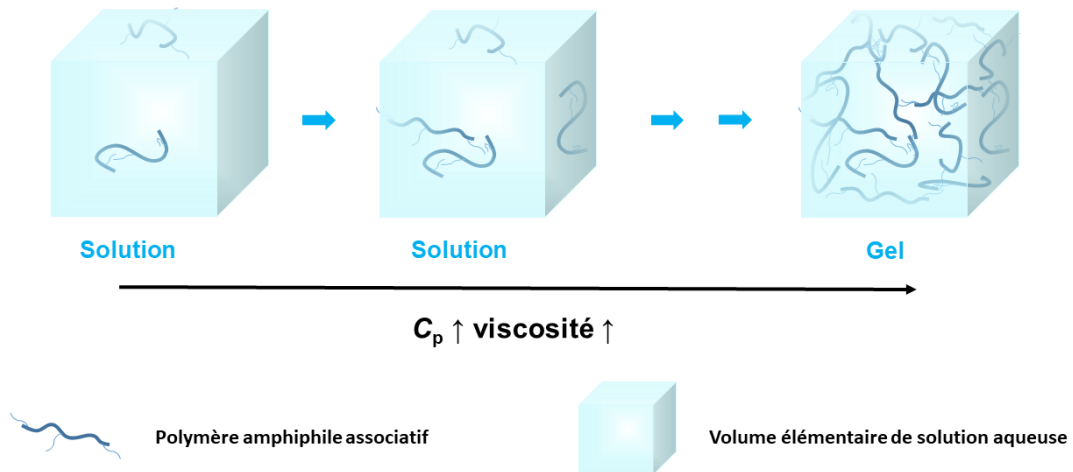 Solution
Solution
Gel
Cp ↑ viscosité ↑
Polymère amphiphile associatif
Volume élémentaire de solution aqueuse